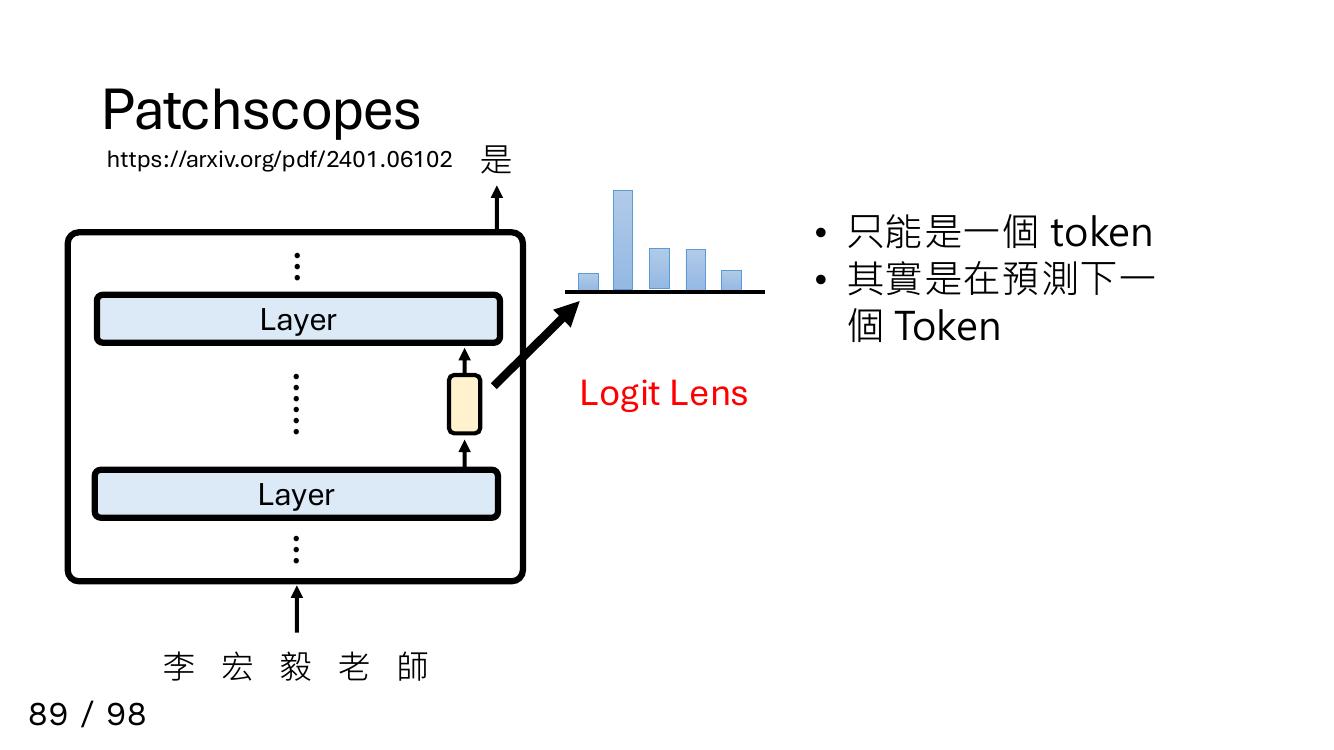 Patchscopes
https://arxiv.org/pdf/2401.06102
是
• 只能是一個 token
• 其實是在預測下一
個 Token
Layer
Logit Lens
Layer
李 宏 毅 老 師
89 / 98